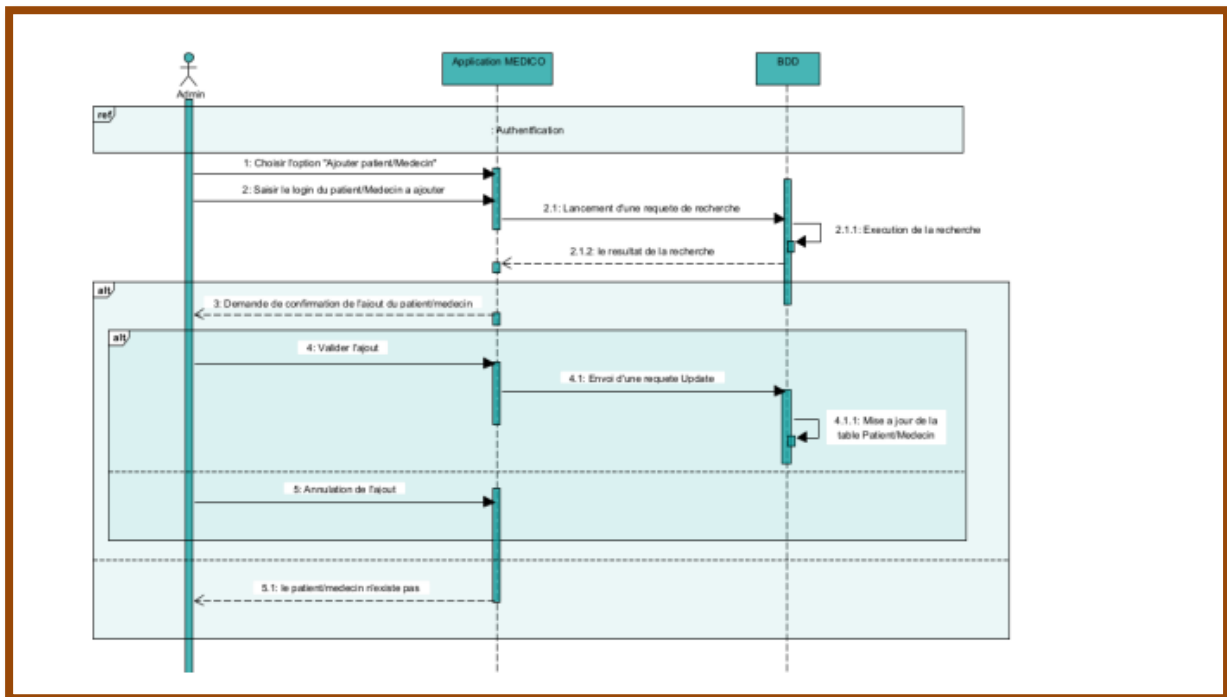 Application MEDICO
BDD
Admin
ref
: Authentification
1: Choisir l'option "Ajouter patient/Medecin"
2: Saisir le login du patient/Medecin a ajouter
2.1: Lancement d'une requete de recherche
2.1.1: Execution de la recherche
2.1.2: le resultat de la recherche
alt
3: Demande de confirmation de l'ajout du patient/medecin
alt
4: Valider l'ajout
4.1: Envoi d'une requete Update
4.1.1: Mise a jour de la
table Patient/Medecin
5: Annulation de l'ajout
5.1: le patient/medecin n'existe pas